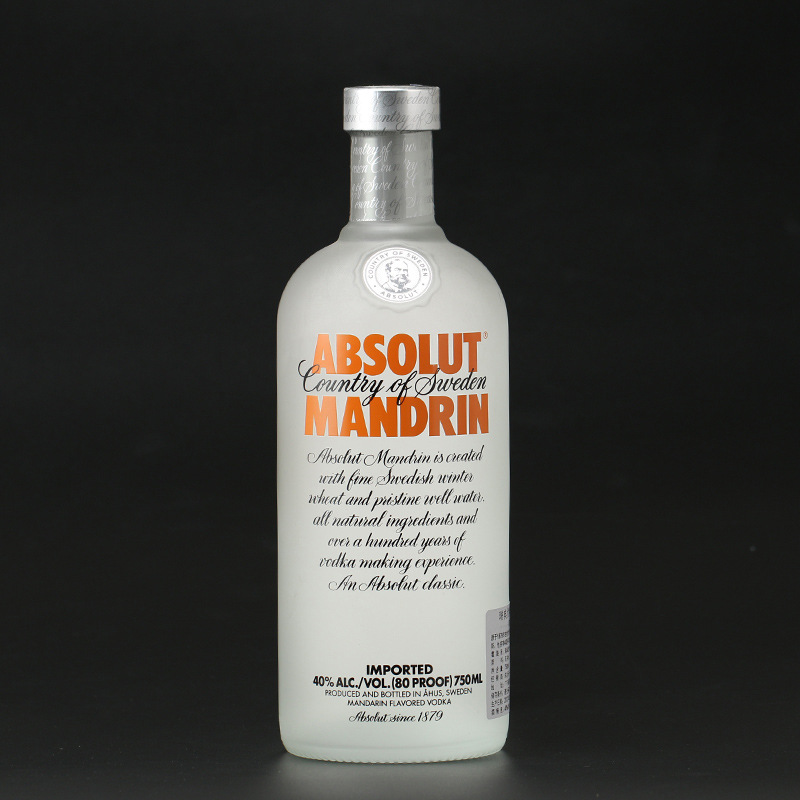 COUNTRY OF SWEDEN
ABSOLUT
ABSOLUT®
Country of Sweden
MANDRIN
Absolut Mandrin is created
with fine Swedish winter
wheat and pristine well water.
all natural ingredients and
over a hundred years of
vodka making experience.
An Absolut classic.
IMPORTED
40% ALC./VOL. (80 PROOF) 750ML
PRODUCED AND BOTTLED IN ÅHUS, SWEDEN
MANDARIN FLAVORED VODKA
Absolut since 1879